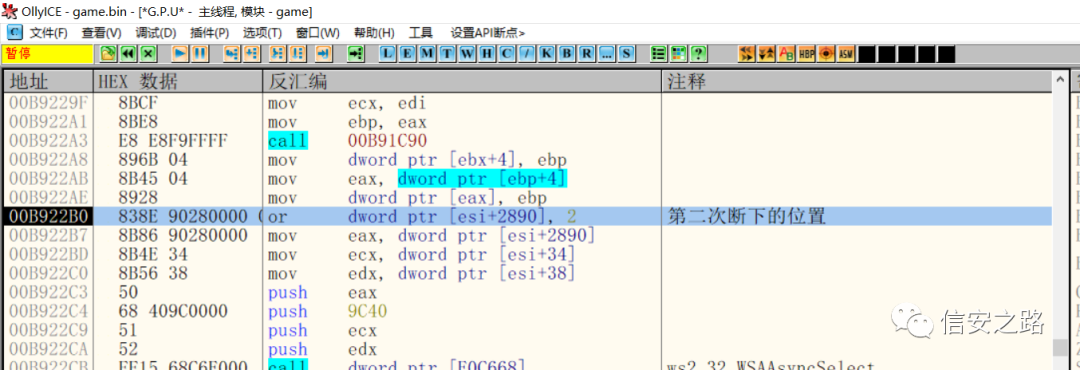 OllyICE - game.bin - [*G.P.U* - 主线程, 模块 - game]
C 文件(F) 查看(V) 调试(D) 插件(P) 选项(T) 窗口(W) 帮助(H) 工具 设置API断点>
暂停 L E M T W H C / K B R ... S ? HBP ASM
地址 HEX 数据 反汇编 注释
00B9229F 8BCF mov ecx, edi
00B922A1 8BE8 mov ebp, eax
00B922A3 E8 E8F9FFFF call 00B91C90
00B922A8 896B 04 mov dword ptr [ebx+4], ebp
00B922AB 8B45 04 mov eax, dword ptr [ebp+4]
00B922AE 8928 mov dword ptr [eax], ebp
00B922B0 838E 90280000 0 or dword ptr [esi+2890], 2 第二次断下的位置
00B922B7 8B86 90280000 mov eax, dword ptr [esi+2890]
00B922BD 8B4E 34 mov ecx, dword ptr [esi+34]
00B922C0 8B56 38 mov edx, dword ptr [esi+38]
00B922C3 50 push eax
00B922C4 68 409C0000 push 9C40
00B922C9 51 push ecx
00B922CA 52 push edx
00B922CB FF15 68C6E000 call dword ptr [E0C668] ws2_32.WSAAsyncSelect
信安之路